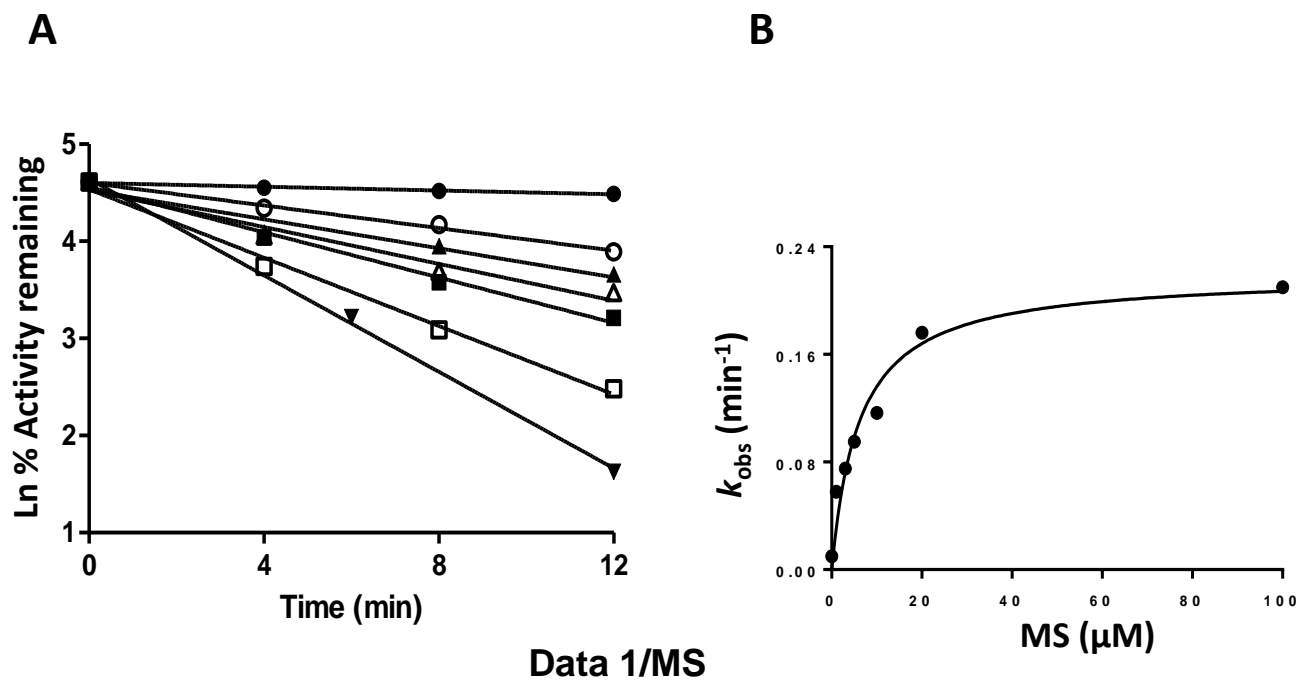 A
B
Ln % Activity remaining
5
4
3
2
1
0
4
8
12
Time (min)
kobs (min-1)
0.24
0.16
0.08
0.00
0
20
40
60
80
100
MS (µM)
Data 1/MS